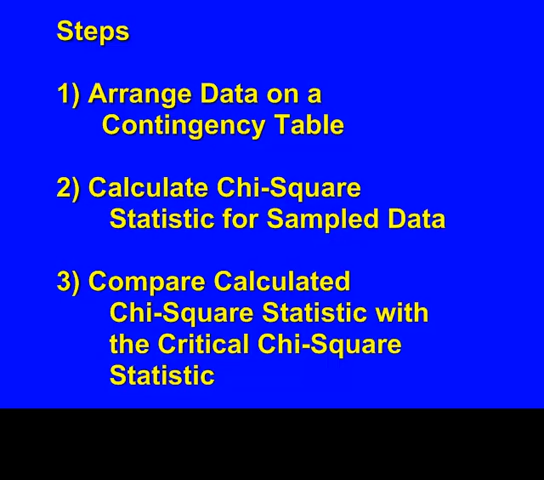 Steps
1) Arrange Data on a
Contingency Table
2) Calculate Chi-Square
Statistic for Sampled Data
3) Compare Calculated
Chi-Square Statistic with
the Critical Chi-Square
Statistic